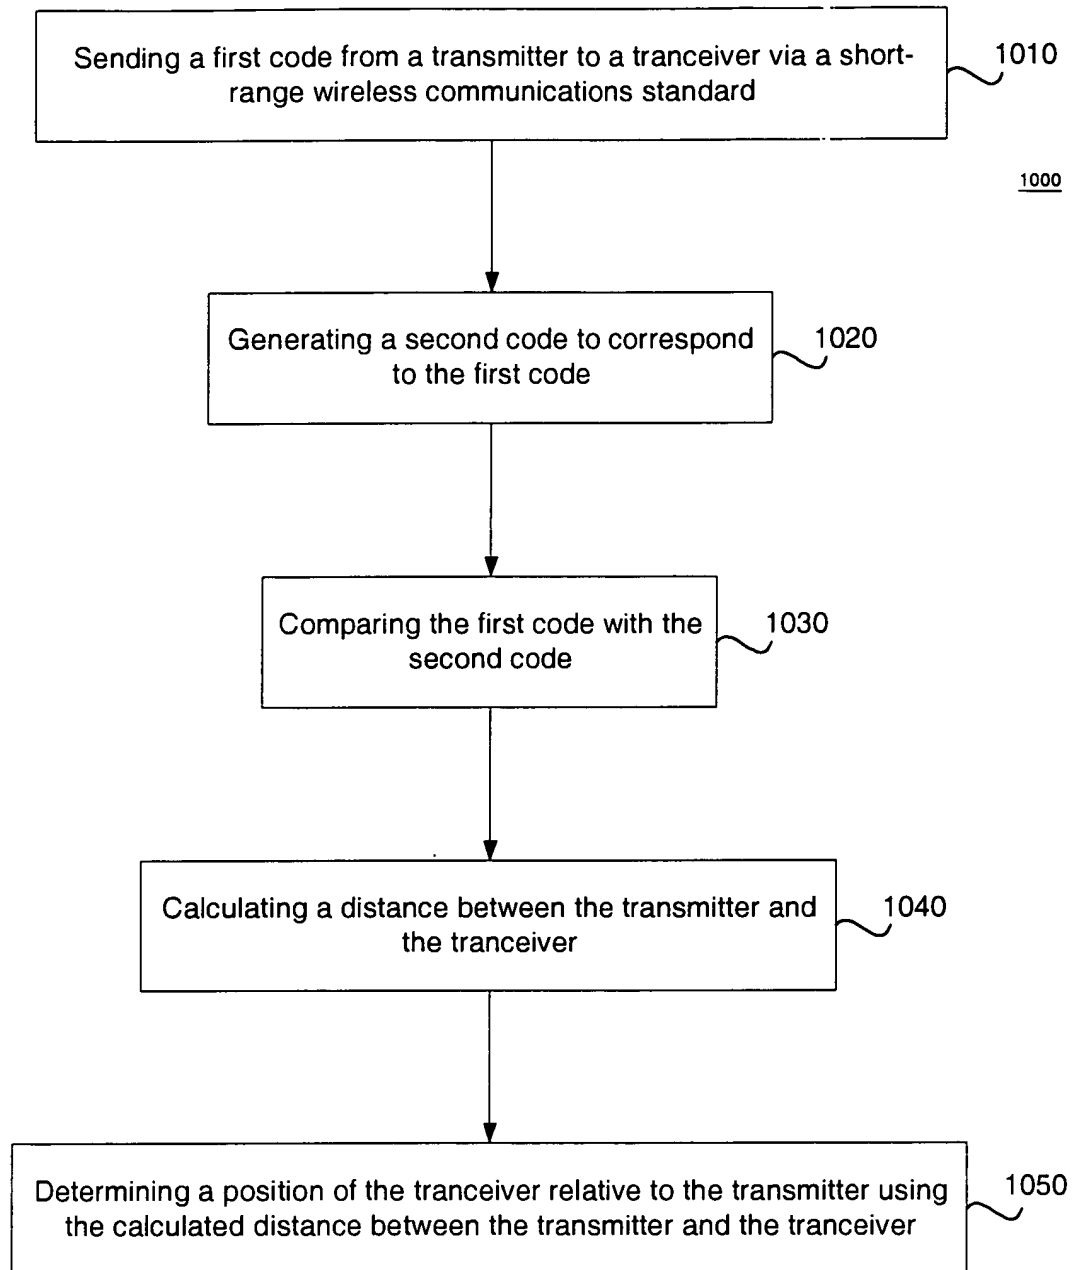 Sending a first code from a transmitter to a tranceiver via a short-
range wireless communications standard
1010
1000
Generating a second code to correspond
to the first code
1020
Comparing the first code with the
second code
1030
Calculating a distance between the transmitter and
the tranceiver
1040
Determining a position of the tranceiver relative to the transmitter using
the calculated distance between the transmitter and the tranceiver
1050